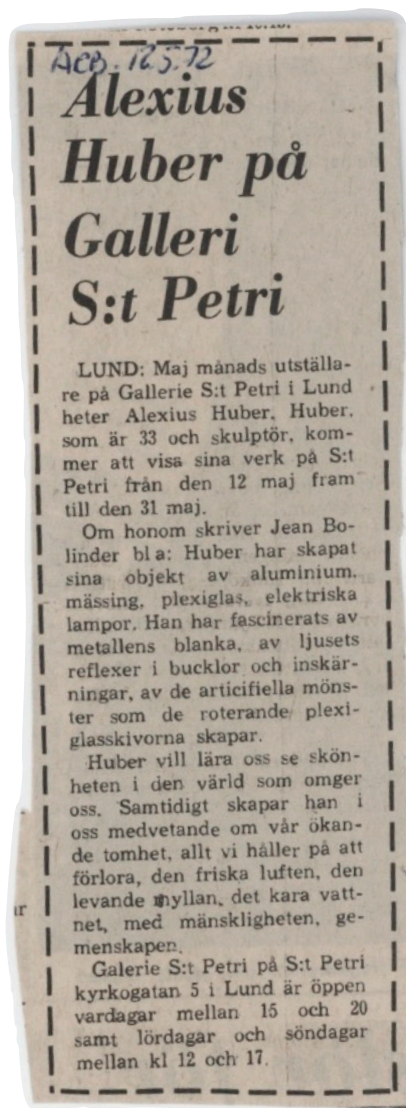 ACB. 12.5.72
Alexius
Huber på
Galleri
S:t Petri
LUND: Maj månads utställa-
re på Gallerie S:t Petri i Lund
heter Alexius Huber. Huber.
som är 33 och skulptör, kom-
mer att visa sina verk på S:t
Petri från den 12 maj fram
till den 31 maj.
Om honom skriver Jean Bo-
linder bl a: Huber har skapat
sina objekt av aluminium.
mässing, plexiglas, elektriska
lampor. Han har fascinerats av
metallens blanka, av ljusets
reflexer i bucklor och inskär-
ningar, av de articifiella möns-
ter som de roterande plexi-
glasskivorna skapar.
Huber vill lära oss se skön-
heten i den värld som omger
oss. Samtidigt skapar han i
oss medvetande om vår ökan-
de tomhet, allt vi håller på att
förlora, den friska luften, den
levande myllan, det kara vatt-
net, med mänskligheten, ge-
menskapen.
Galerie S:t Petri på S:t Petri
kyrkogatan 5 i Lund är öppen
vardagar mellan 15 och 20
samt lördagar och söndagar
mellan kl 12 och 17.